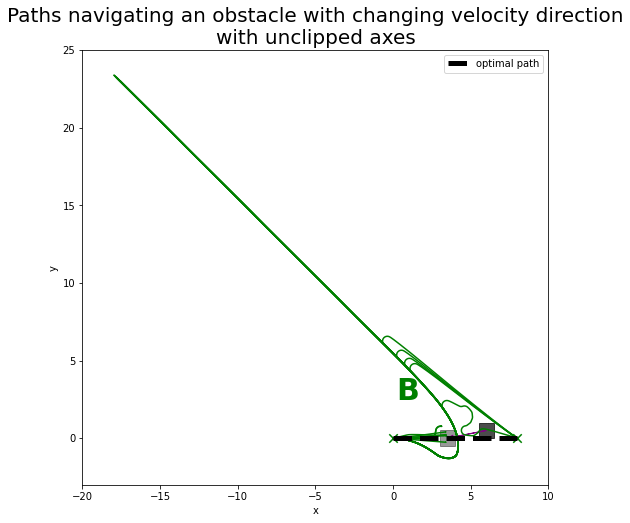 Paths navigating an obstacle with changing velocity direction
with unclipped axes
25
optimal path
20
15
y
10
5
B
0
−20 −15 −10 −5 0 5 10
x